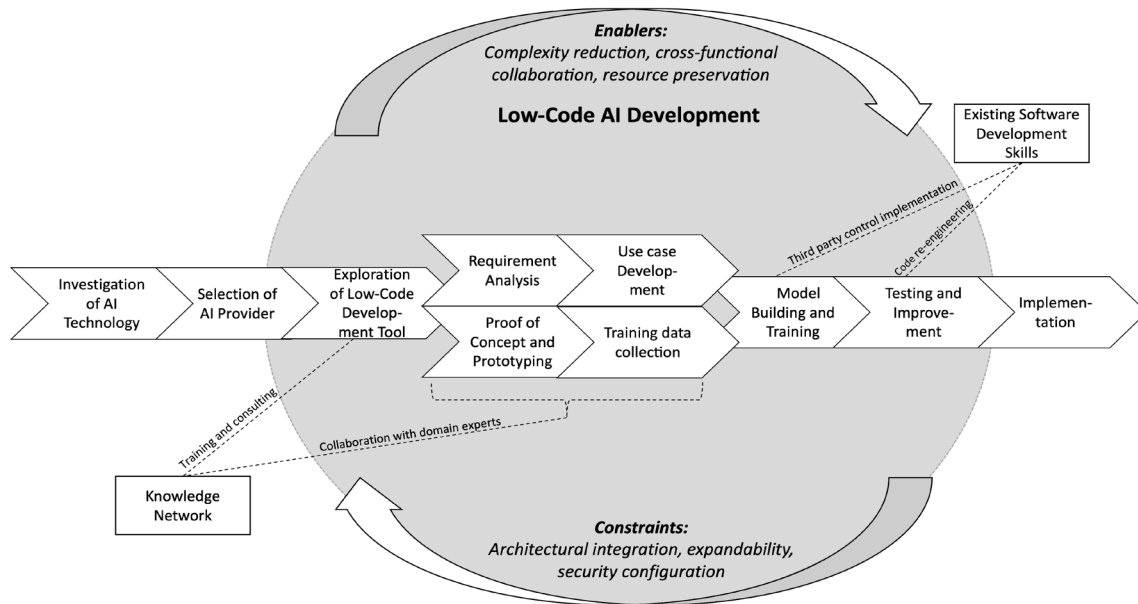 Enablers:
Complexity reduction, cross-functional
collaboration, resource preservation
Low-Code AI Development
Existing Software
Development
Skills
Third party control implementation
Code re-engineering
Investigation
of AI
Technology
Selection of
AI Provider
Exploration
of Low-Code
Develop-
ment Tool
Requirement
Analysis
Use case
Develop-
ment
Proof of
Concept and
Prototyping
Training data
collection
Model
Building and
Training
Testing and
Improve-
ment
Implemen-
tation
Training and consulting
Collaboration with domain experts
Knowledge
Network
Constraints:
Architectural integration, expandability,
security configuration